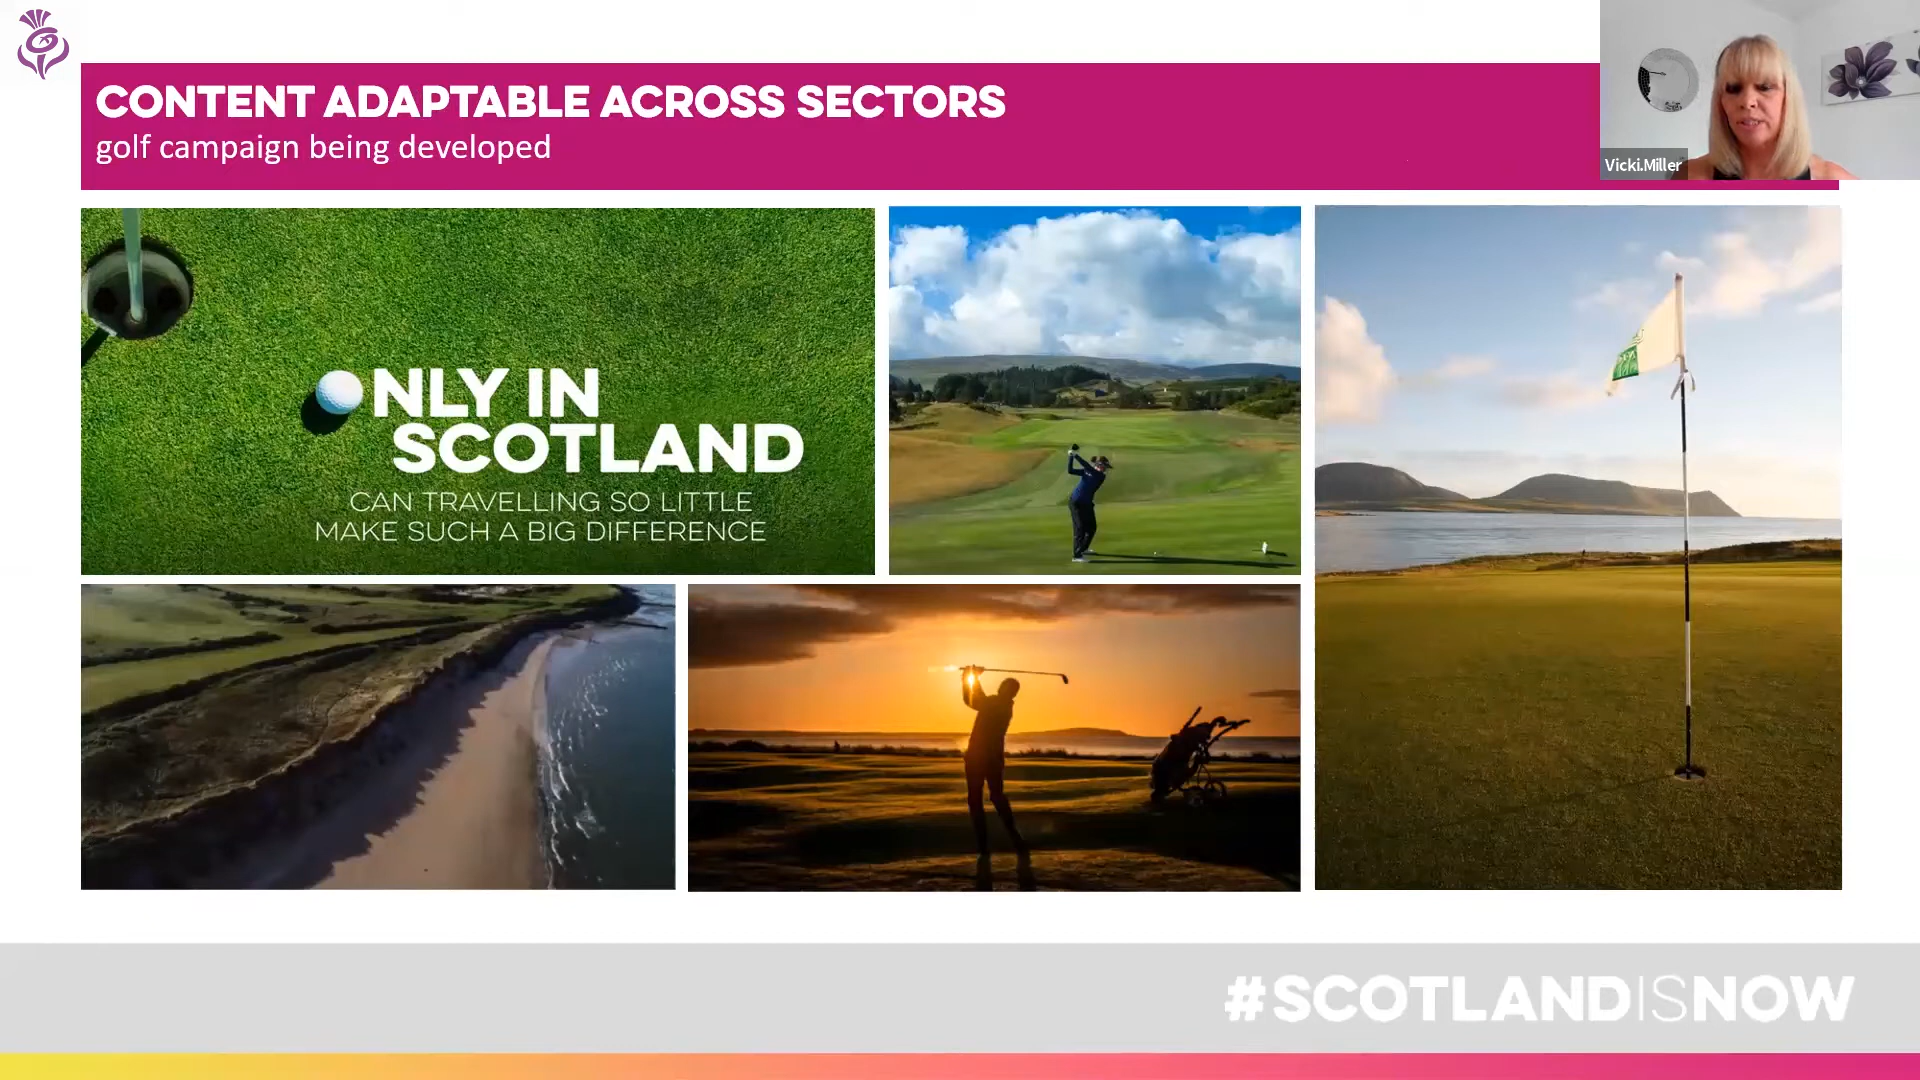 CONTENT ADAPTABLE ACROSS SECTORS
golf campaign being developed
Vicki.Miller
NLY IN
SCOTLAND
CAN TRAVELLING SO LITTLE
MAKE SUCH A BIG DIFFERENCE
#SCOTLANDISNOW